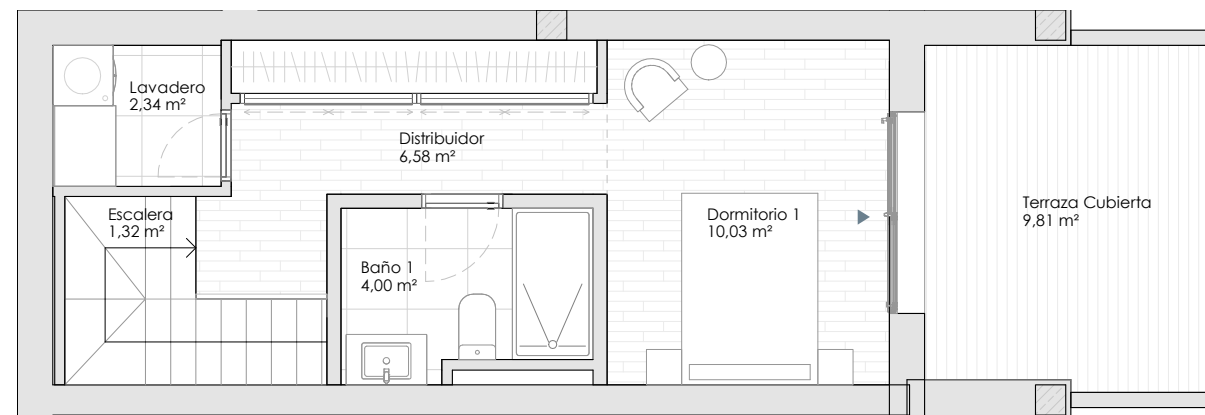 Lavadero
2,34 m²
Distribuidor
6,58 m²
Escalera
1,32 m²
Baño 1
4,00 m²
Dormitorio 1
10,03 m²
Terraza Cubierta
9,81 m²